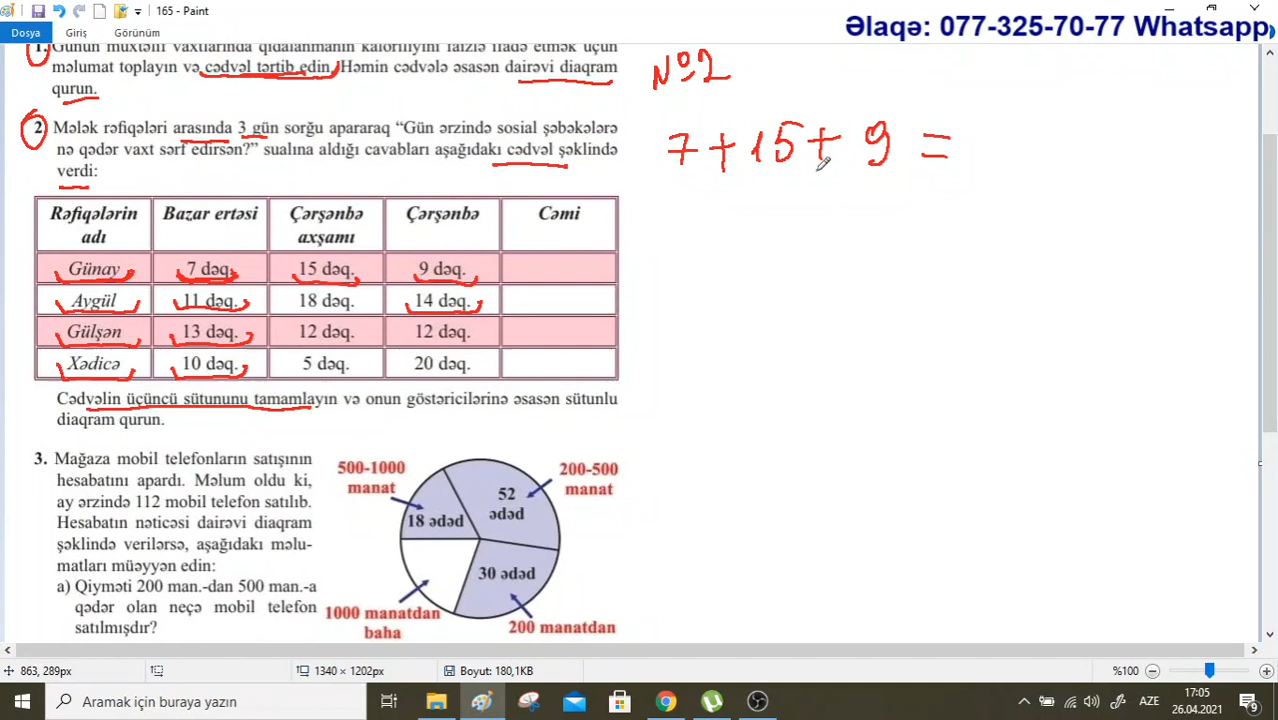 165 - Paint
Dosya Giriş Görünüm
Əlaqə: 077-325-70-77 Whatsapp
1. Günün müxtəlif vaxtlarında qidalanmanın kaloriliyini faizlə ifadə etmək üçün
məlumat toplayın və cədvəl tərtib edin. Həmin cədvələ əsasən dairəvi diaqram
qurun.
2. Mələk rəfiqələri arasında 3 gün sorğu apararaq “Gün ərzində sosial şəbəkələrə
nə qədər vaxt sərf edirsən?” sualına aldığı cavabları aşağıdakı cədvəl şəklində
verdi:
Rəfiqələrin adı Bazar ertəsi Çərşənbə axşamı Çərşənbə Cəmi
Günay 7 dəq. 15 dəq. 9 dəq.
Aygül 11 dəq. 18 dəq. 14 dəq.
Gülşən 13 dəq. 12 dəq. 12 dəq.
Xədicə 10 dəq. 5 dəq. 20 dəq.
Cədvəlin üçüncü sütununu tamamlayın və onun göstəricilərinə əsasən sütunlu
diaqram qurun.
3. Mağaza mobil telefonların satışının
hesabatını apardı. Məlum oldu ki,
ay ərzində 112 mobil telefon satılıb.
Hesabatın nəticəsi dairəvi diaqram
şəklində verilərsə, aşağıdakı məlu-
matları müəyyən edin:
a) Qiyməti 200 man.-dan 500 man.-a
qədər olan neçə mobil telefon
satılmışdır?
500-1000
manat
200-500
manat
52
ədəd
18 ədəd
30 ədəd
1000 manatdan
baha
200 manatdan
№2
7 + 15 + 9 =
863, 289px 1340 × 1202px Boyut: 180,1KB %100
Aramak için buraya yazın
AZE 17:05
26.04.2021
9